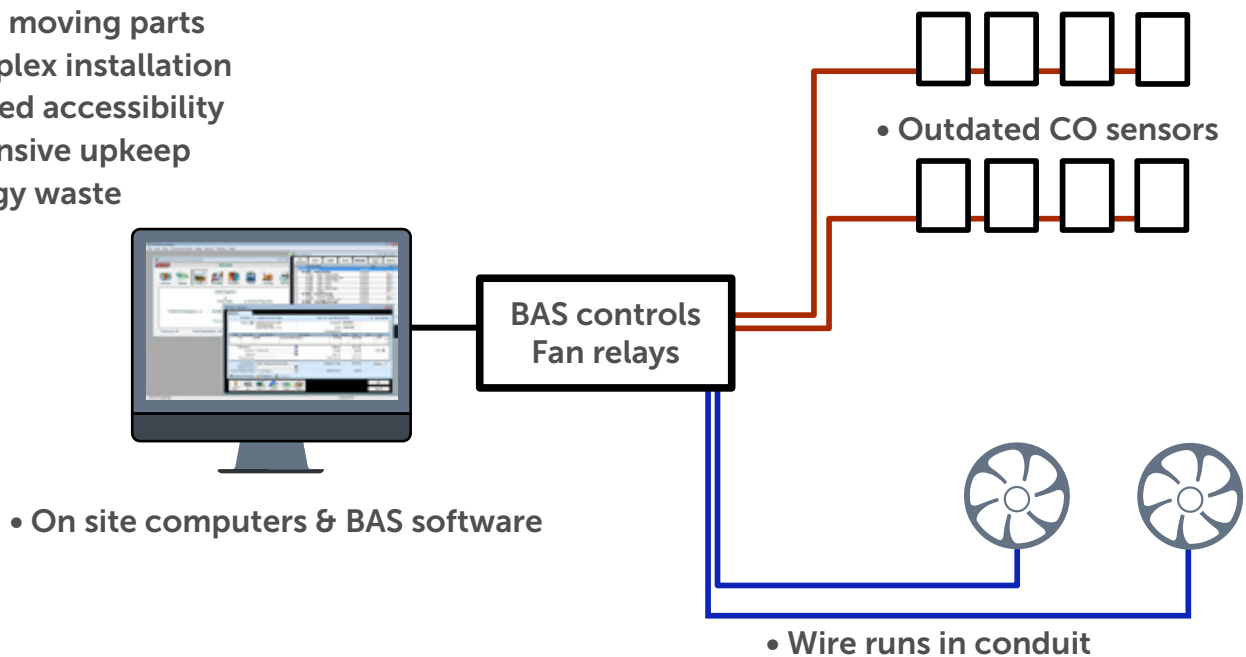 moving parts
plex installation
ed accessibility
nsive upkeep
gy waste
• Outdated CO sensors
BAS controls
Fan relays
• On site computers & BAS software
• Wire runs in conduit